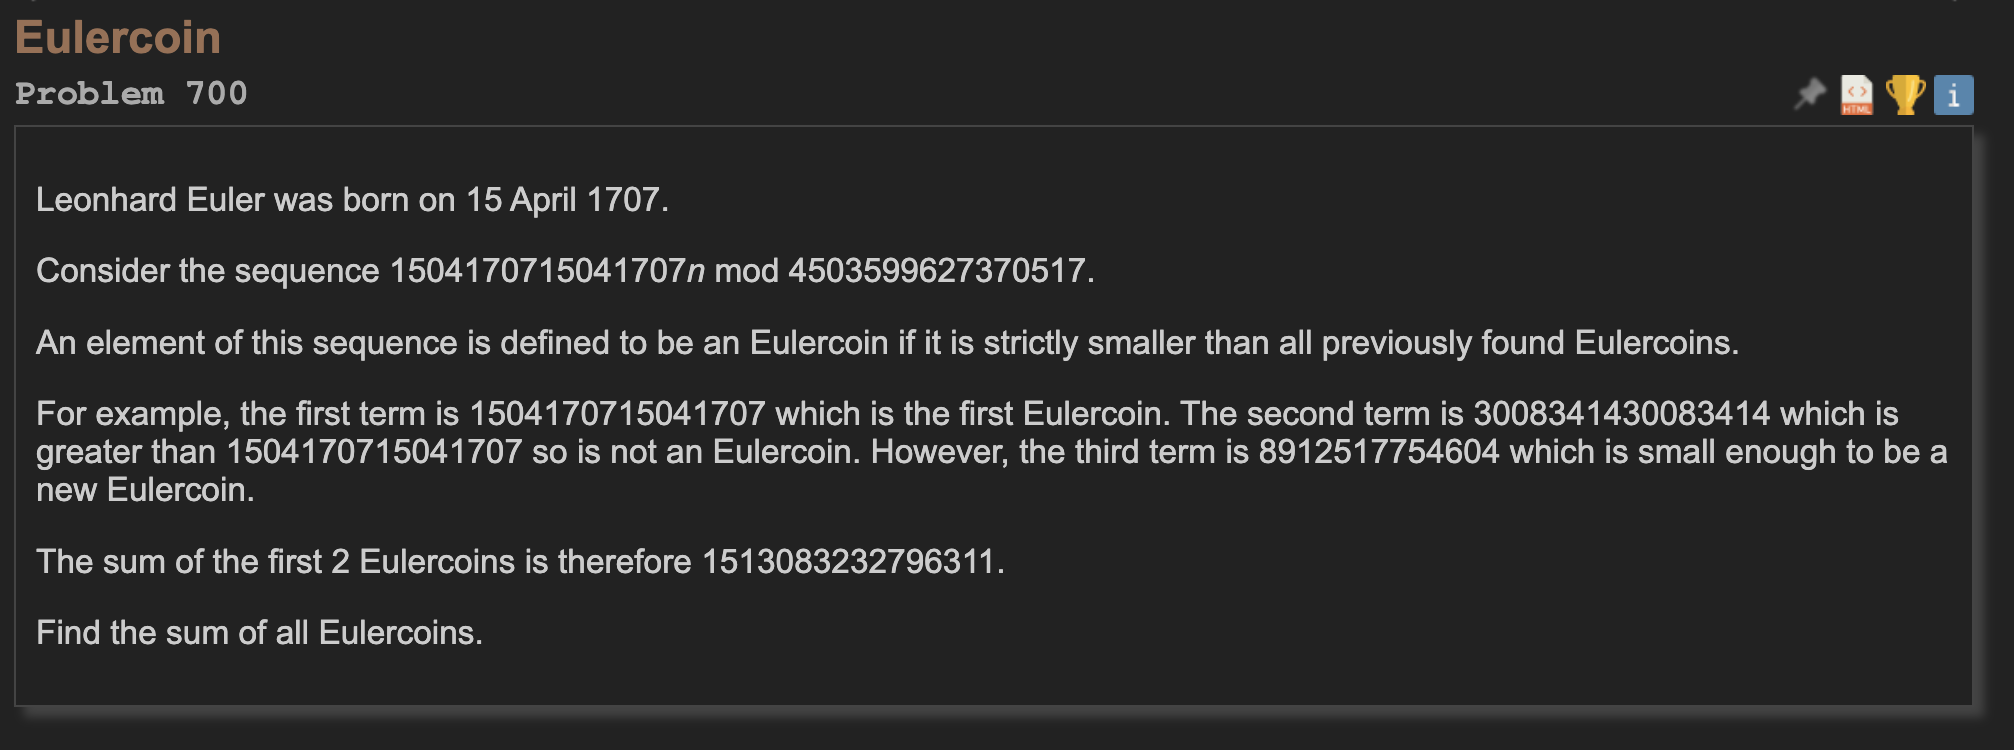 Eulercoin
Problem 700
HTML
i
Leonhard Euler was born on 15 April 1707.
Consider the sequence 1504170715041707n mod 4503599627370517.
An element of this sequence is defined to be an Eulercoin if it is strictly smaller than all previously found Eulercoins.
For example, the first term is 1504170715041707 which is the first Eulercoin. The second term is 3008341430083414 which is
greater than 1504170715041707 so is not an Eulercoin. However, the third term is 8912517754604 which is small enough to be a
new Eulercoin.
The sum of the first 2 Eulercoins is therefore 1513083232796311.
Find the sum of all Eulercoins.